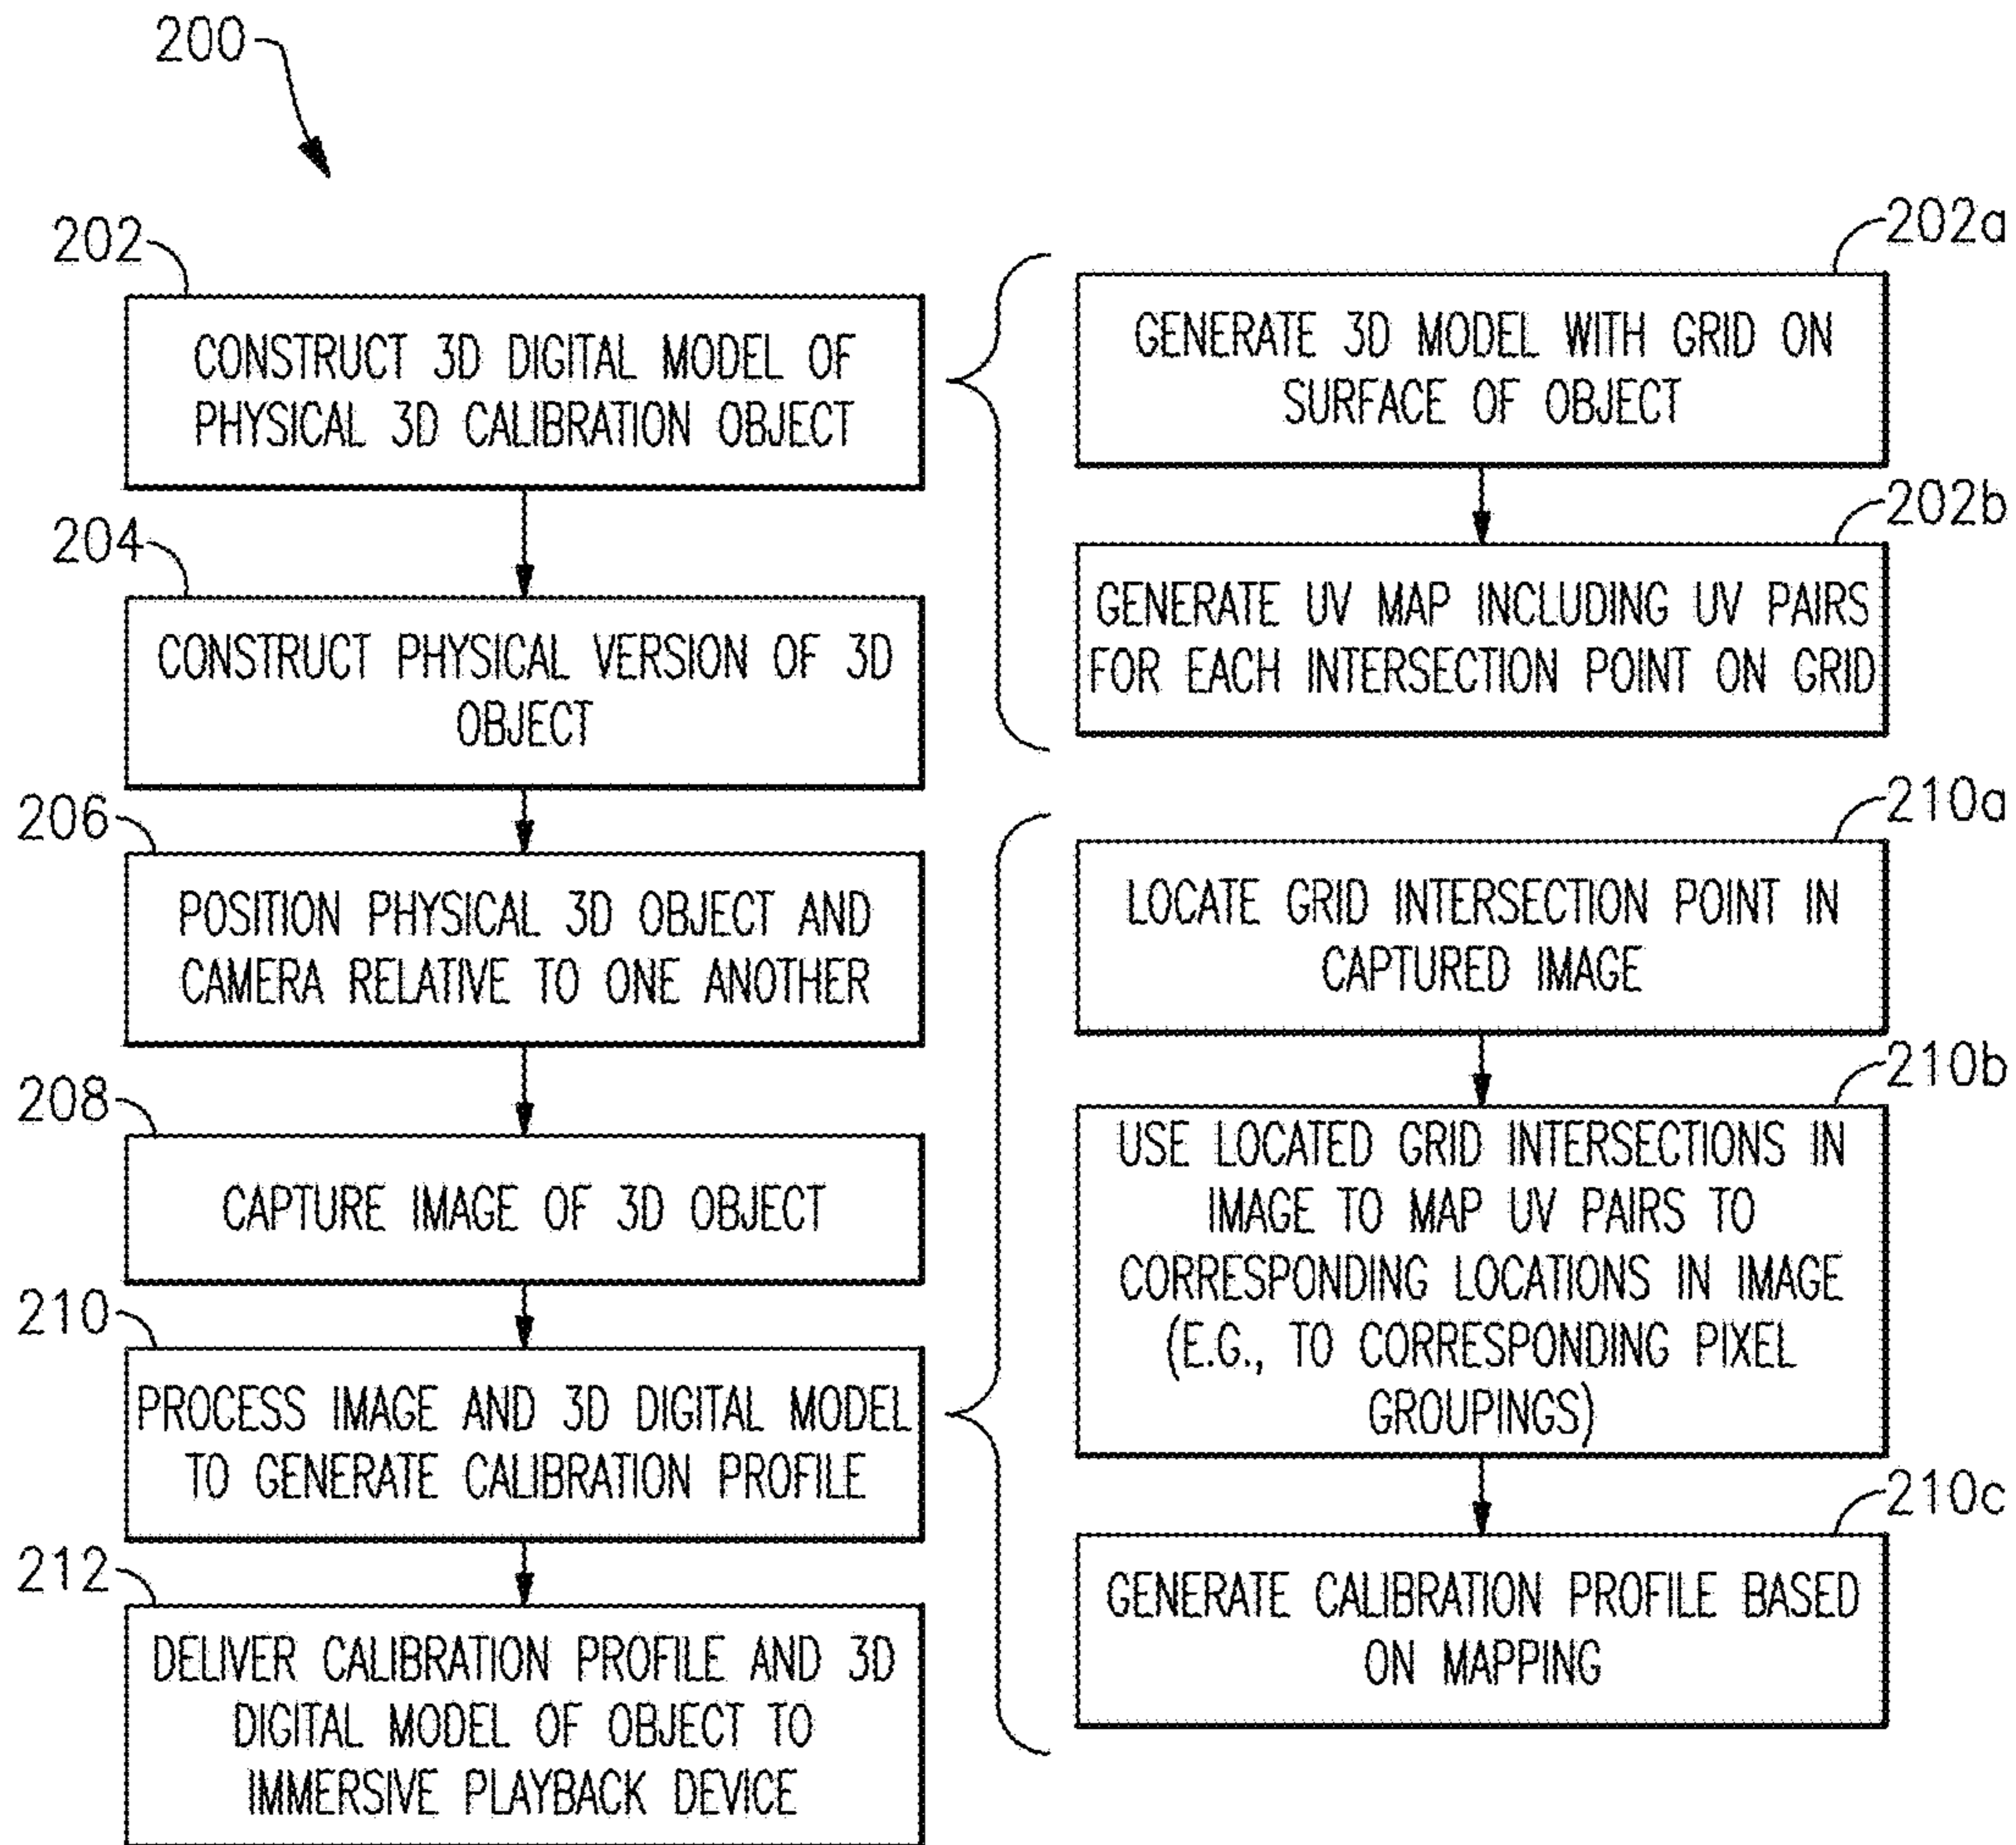 200
202
CONSTRUCT 3D DIGITAL MODEL OF
PHYSICAL 3D CALIBRATION OBJECT
204
CONSTRUCT PHYSICAL VERSION OF 3D
OBJECT
206
POSITION PHYSICAL 3D OBJECT AND
CAMERA RELATIVE TO ONE ANOTHER
208
CAPTURE IMAGE OF 3D OBJECT
210
PROCESS IMAGE AND 3D DIGITAL MODEL
TO GENERATE CALIBRATION PROFILE
212
DELIVER CALIBRATION PROFILE AND 3D
DIGITAL MODEL OF OBJECT TO
IMMERSIVE PLAYBACK DEVICE
202a
GENERATE 3D MODEL WITH GRID ON
SURFACE OF OBJECT
202b
GENERATE UV MAP INCLUDING UV PAIRS
FOR EACH INTERSECTION POINT ON GRID
210a
LOCATE GRID INTERSECTION POINT IN
CAPTURED IMAGE
210b
USE LOCATED GRID INTERSECTIONS IN
IMAGE TO MAP UV PAIRS TO
CORRESPONDING LOCATIONS IN IMAGE
(E.G., TO CORRESPONDING PIXEL
GROUPINGS)
210c
GENERATE CALIBRATION PROFILE BASED
ON MAPPING